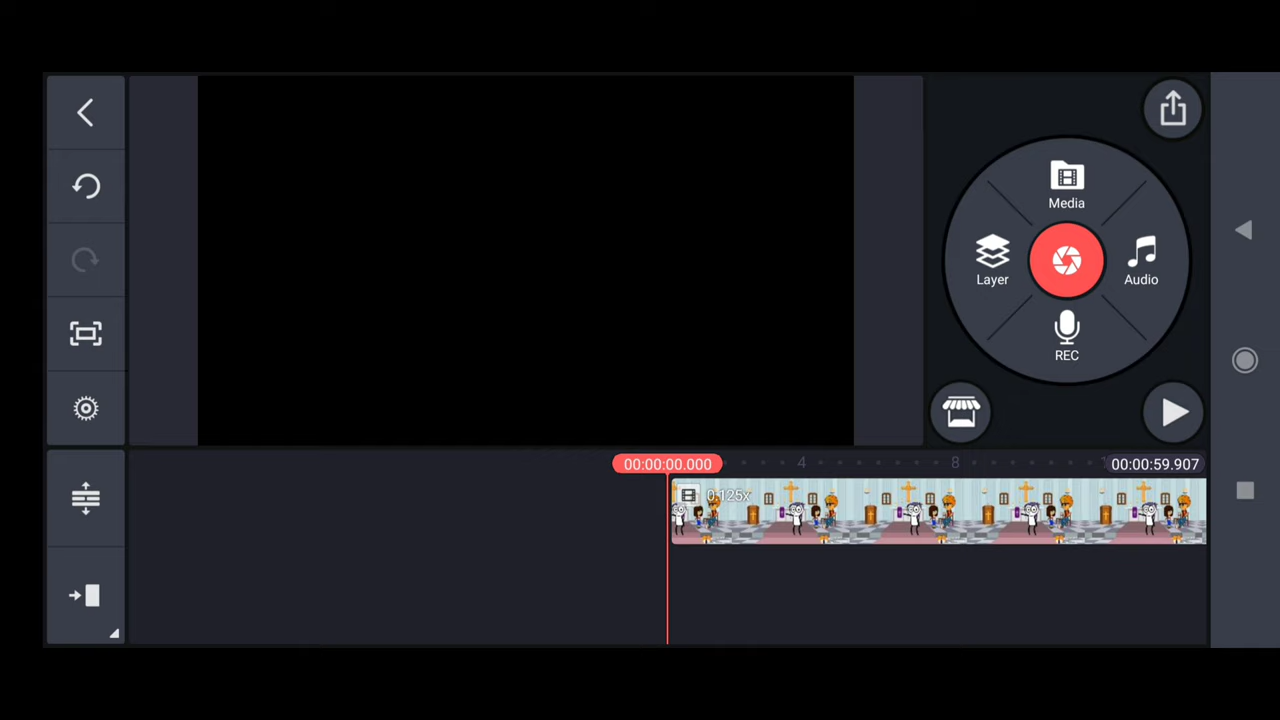 Media
Layer
Audio
REC
00:00:00.000
4
8
00:00:59.907
0.125x